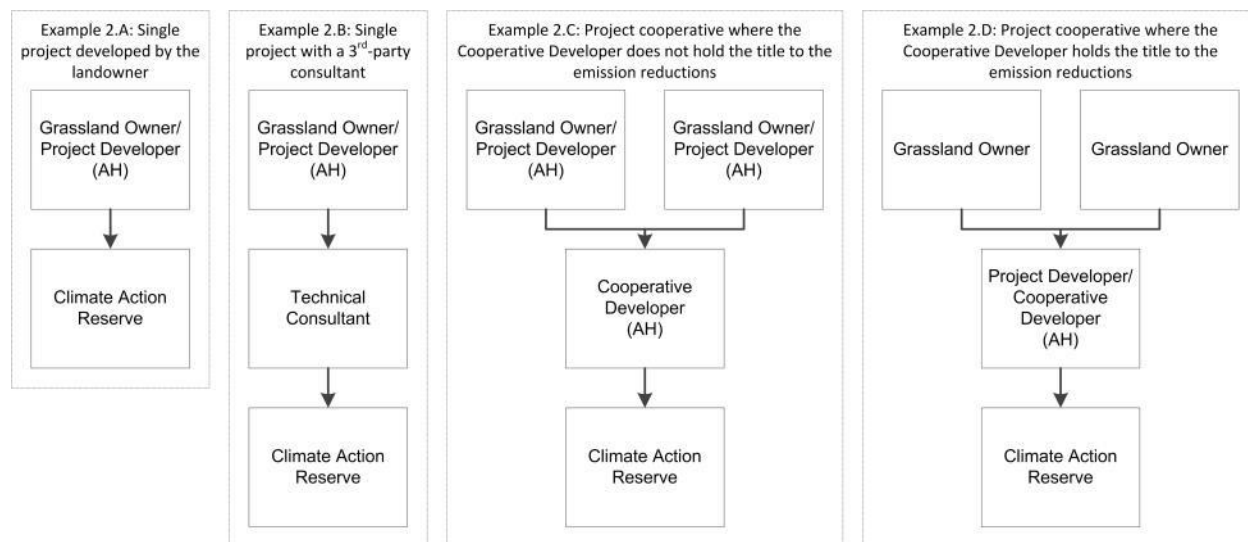 Example 2.A: Single
project developed by the
landowner
Grassland Owner/
Project Developer
(AH)
Climate Action
Reserve
Example 2.B: Single
project with a 3rd-party
consultant
Grassland Owner/
Project Developer
(AH)
Technical
Consultant
Climate Action
Reserve
Example 2.C: Project cooperative where
the Cooperative Developer does not hold
the title to the emission reductions
Grassland Owner/
Project Developer
(AH)
Grassland Owner/
Project Developer
(AH)
Cooperative
Developer
(AH)
Climate Action
Reserve
Example 2.D: Project cooperative where the
Cooperative Developer holds the title to the
emission reductions
Grassland Owner
Grassland Owner
Project Developer/
Cooperative
Developer
(AH)
Climate Action
Reserve